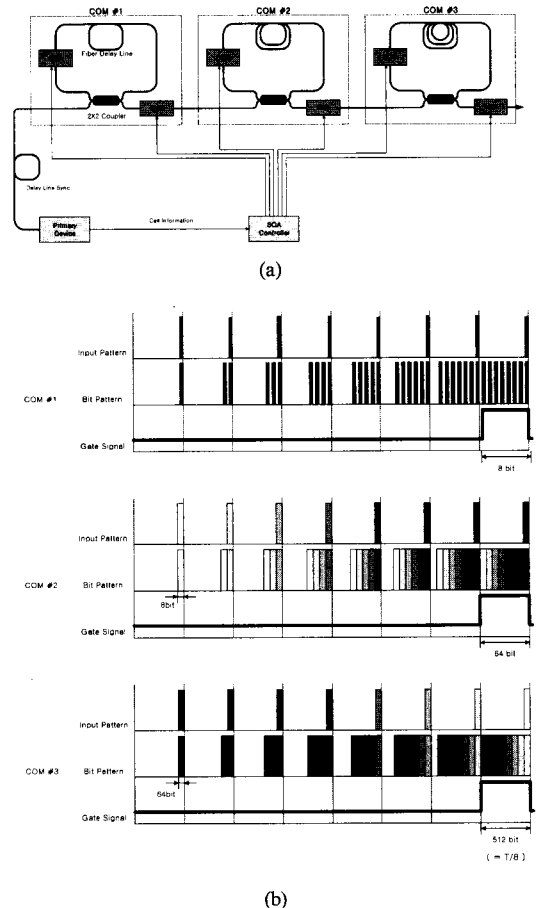 COM #1
COM #2
COM #3
Fiber Delay Line
2X2 Coupler
Delay Line Sync
Cell Information
Primary
Device
SOA
Controller
(a)
Input Pattern
COM #1
Bit Pattern
Gate Signal
8 bit
Input Pattern
COM #2
Bit Pattern
8bit
Gate Signal
64 bit
Input Pattern
COM #3
Bit Pattern
64bit
Gate Signal
512 bit
( = T/8 )
(b)